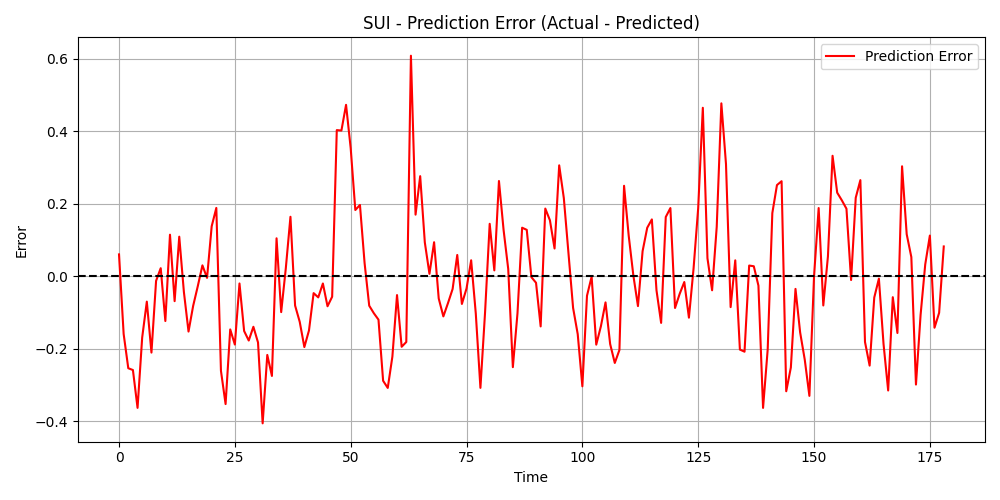 SUI - Prediction Error (Actual - Predicted)
Prediction Error
Error
0.6
0.4
0.2
0.0
−0.2
−0.4
0 25 50 75 100 125 150 175
Time